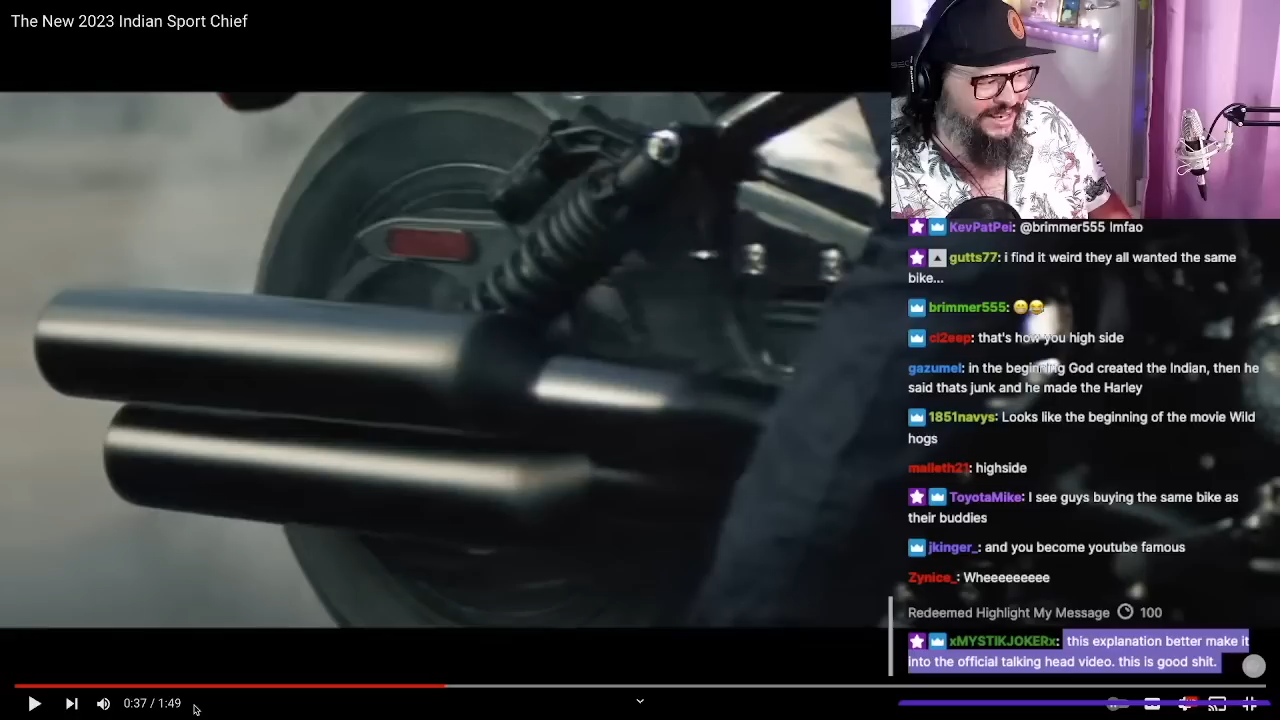 The New 2023 Indian Sport Chief
KevPatPei: @brimmer555 lmfao
gutts77: i find it weird they all wanted the same
bike...
brimmer555: 😁😂
cl2eep: that's how you high side
gazumel: in the beginning God created the Indian, then he
said thats junk and he made the Harley
1851navys: Looks like the beginning of the movie Wild
hogs
malleth21: highside
ToyotaMike: I see guys buying the same bike as
their buddies
jkinger_: and you become youtube famous
Zynice_: Wheeeeeeeee
Redeemed Highlight My Message 100
xMYSTIKJOKERx: this explanation better make it
into the official talking head video. this is good shit.
0:37 / 1:49